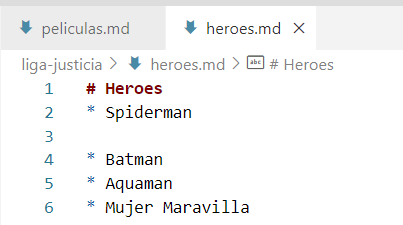 peliculas.md heroes.md
liga-justicia > heroes.md > abc # Heroes
1 # Heroes
2 * Spiderman
3
4 * Batman
5 * Aquaman
6 * Mujer Maravilla